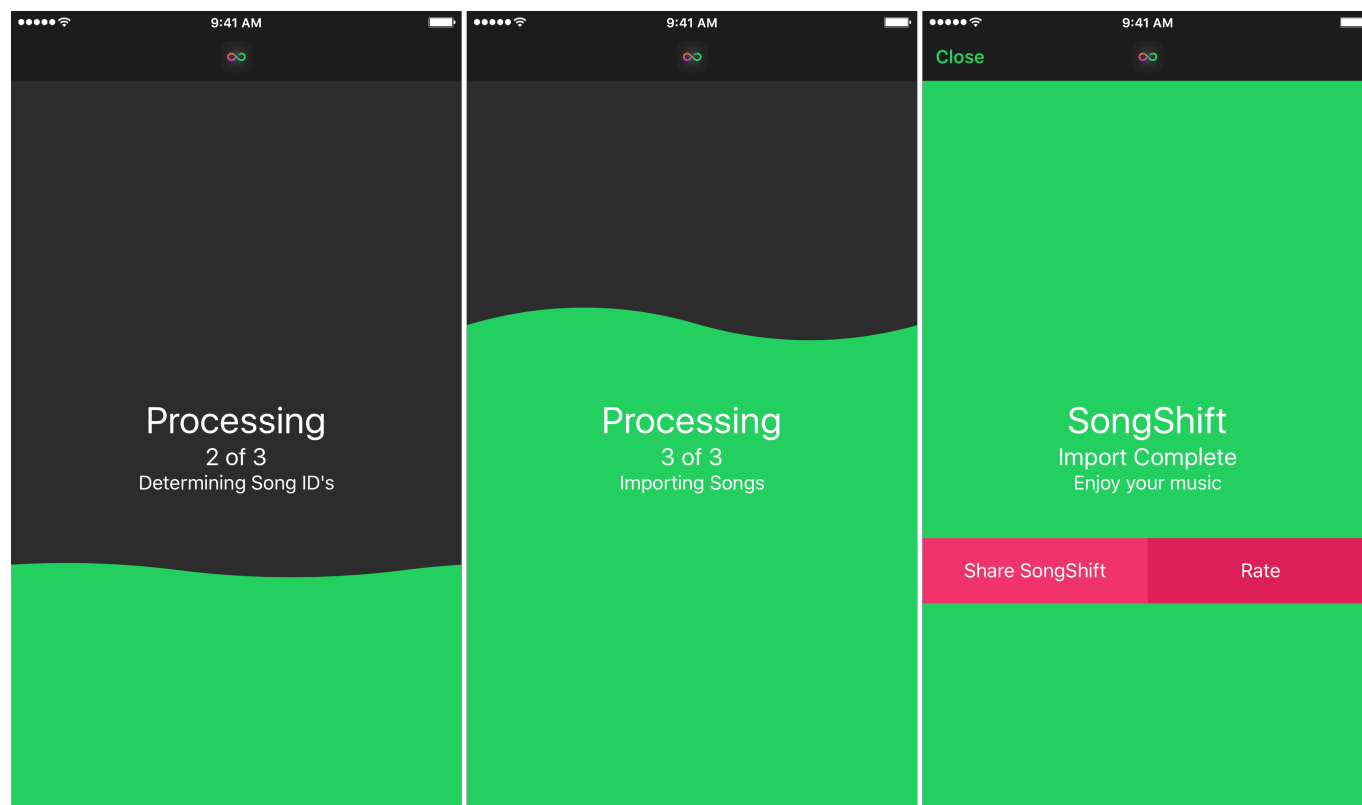 9:41 AM
Processing
2 of 3
Determining Song ID's
9:41 AM
Processing
3 of 3
Importing Songs
9:41 AM
Close
SongShift
Import Complete
Enjoy your music
Share SongShift
Rate